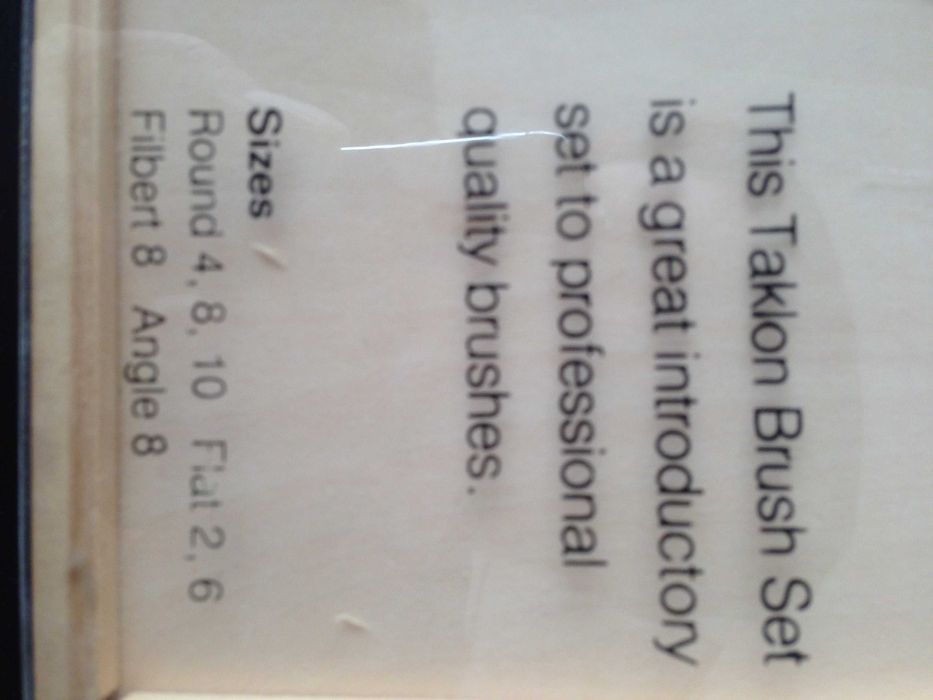 This Taklon Brush Set
is a great introductory
set to professional
quality brushes.
Sizes
Round 4, 8, 10 Flat 2, 6
Filbert 8 Angle 8